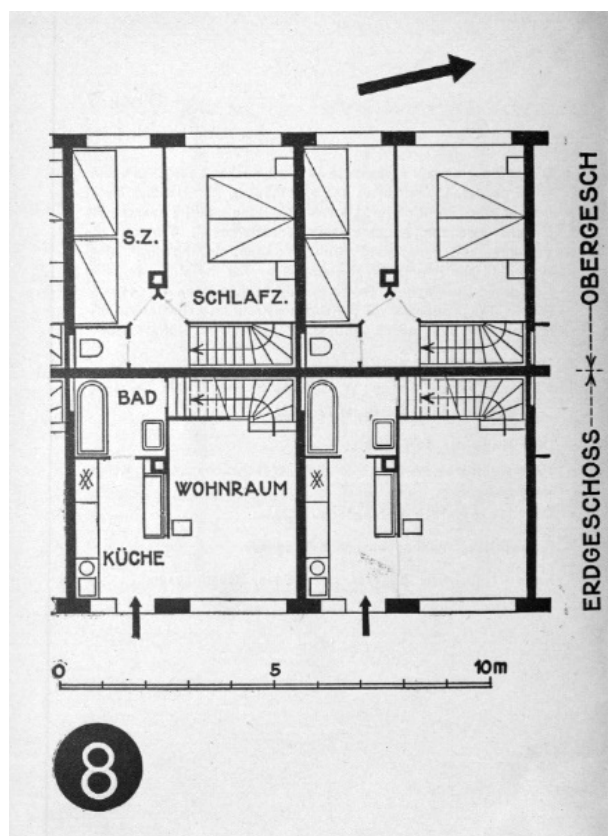 S.Z.
SCHLAFZ.
BAD
WOHNRAUM
KÜCHE
ERDGESCHOSS
OBERGESCH
0 5 10m
8